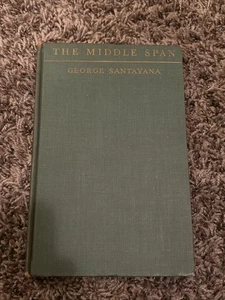 THE MIDDLE SPAN
GEORGE SANTAYANA